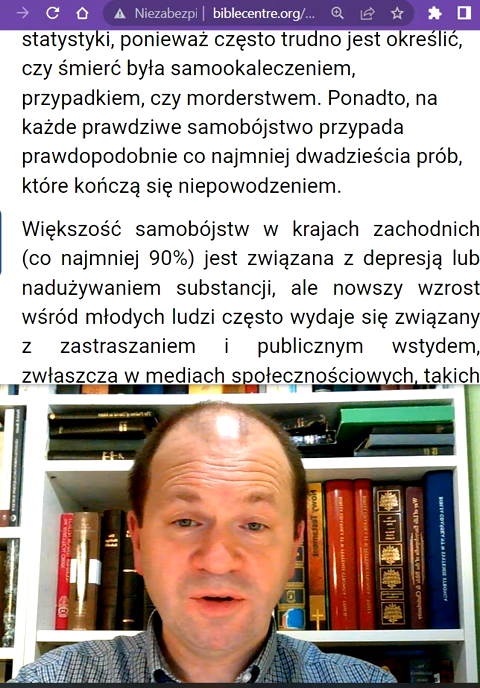 Niezabezpi
biblecentre.org/...
statystyki, ponieważ często trudno jest określić,
czy śmierć była samookaleczeniem,
przypadkiem, czy morderstwem. Ponadto, na
każde prawdziwe samobójstwo przypada
prawdopodobnie co najmniej dwadzieścia prób,
które kończą się niepowodzeniem.
Większość samobójstw w krajach zachodnich
(co najmniej 90%) jest związana z depresją lub
nadużywaniem substancji, ale nowszy wzrost
wśród młodych ludzi często wydaje się związany
z zastraszaniem i publicznym wstydem,
zwłaszcza w mediach społecznościowych, takich